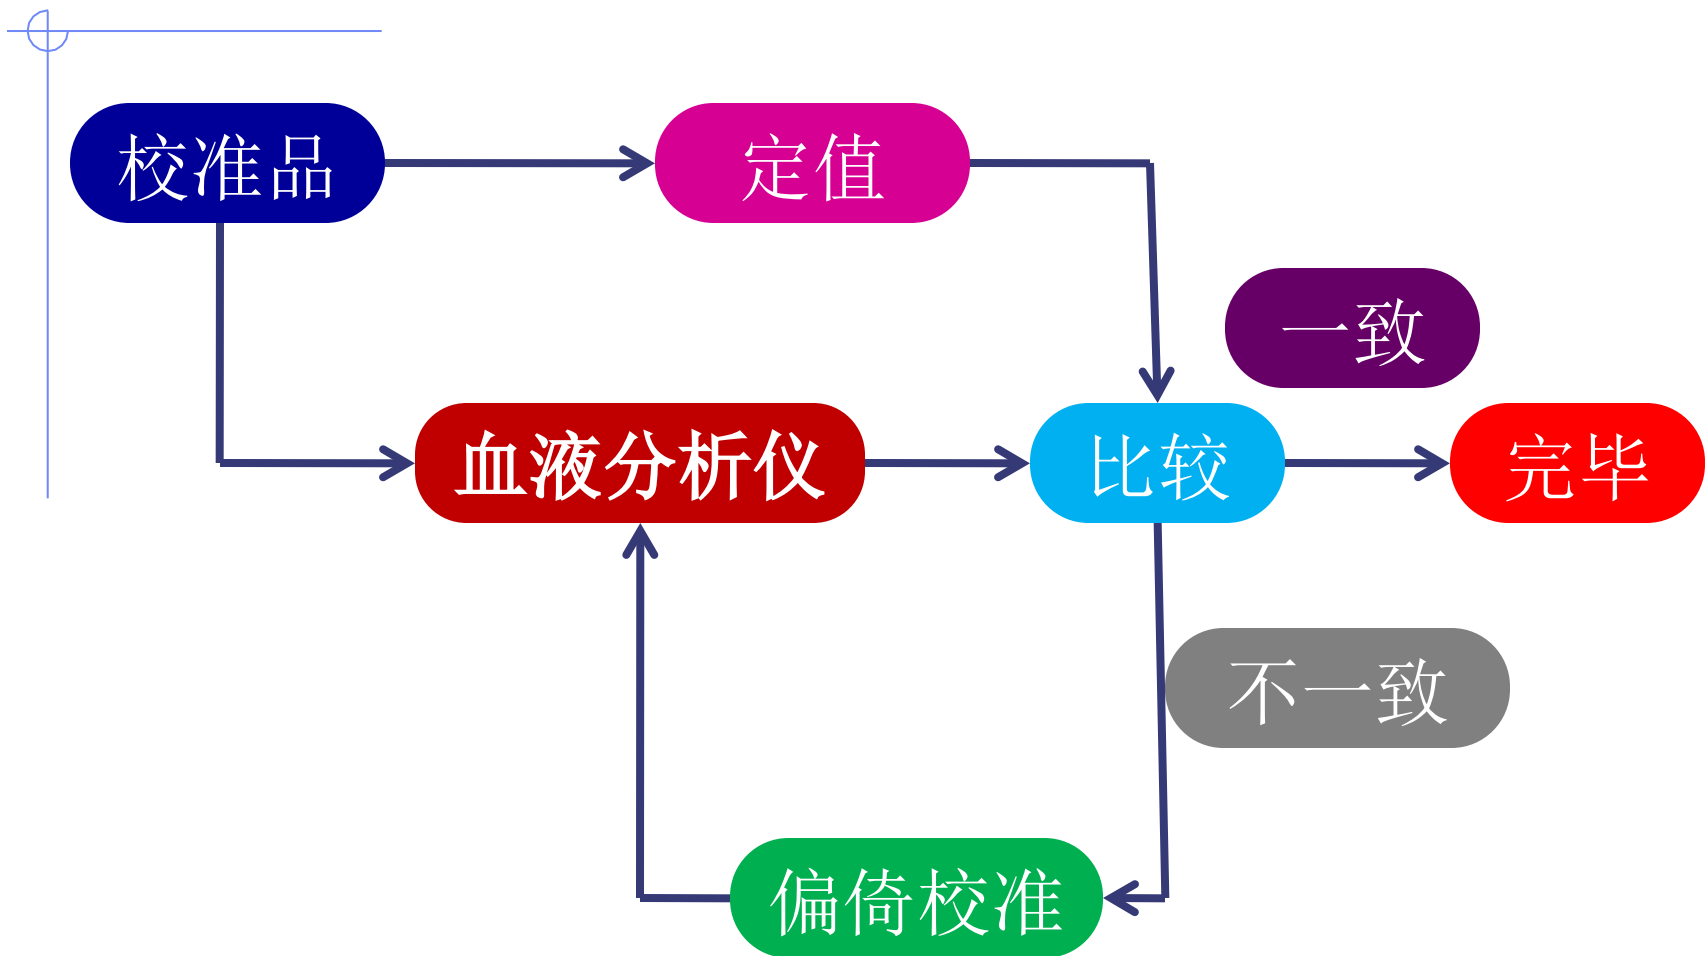 校准品
定值
一致
血液分析仪
比较
完毕
不一致
偏倚校准